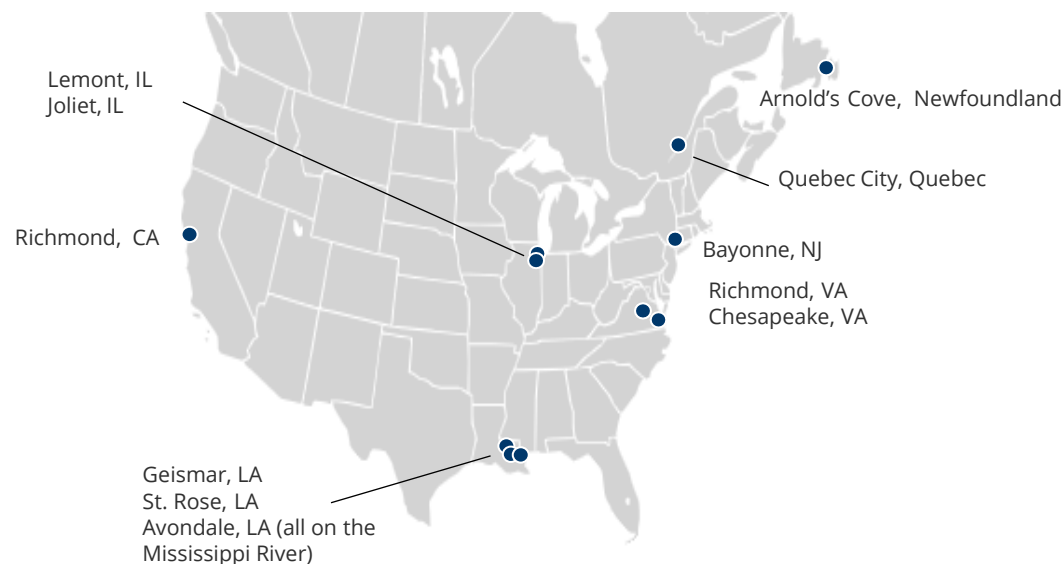 Lemont, IL
Joliet, IL
Arnold's Cove, Newfoundland
Quebec City, Quebec
Richmond, CA
Bayonne, NJ
Richmond, VA
Chesapeake, VA
Geismar, LA
St. Rose, LA
Avondale, LA (all on the
Mississippi River)